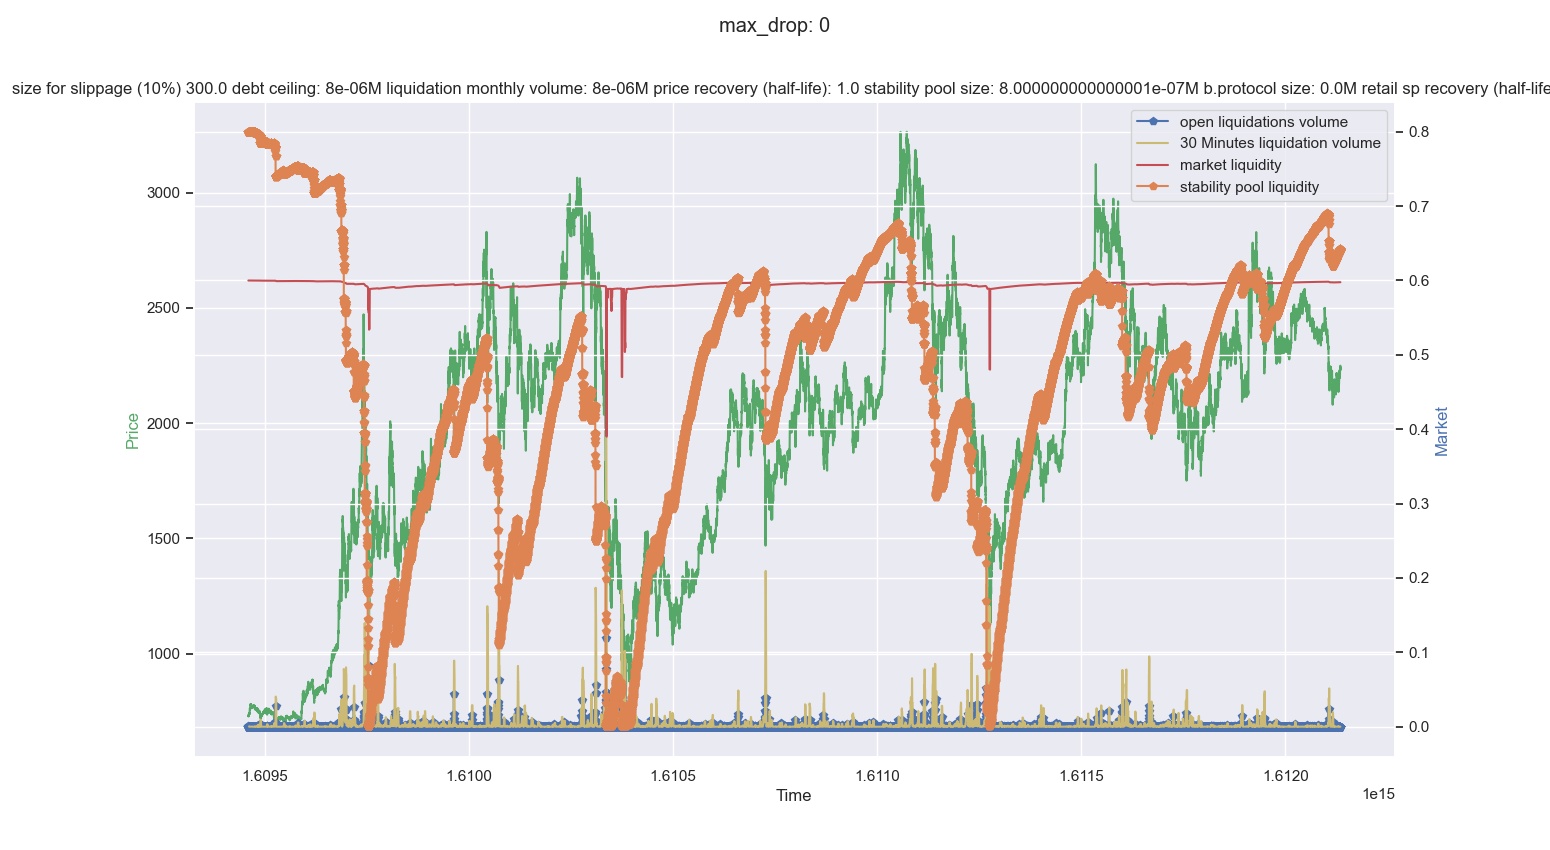 max_drop: 0
size for slippage (10%) 300.0 debt ceiling: 8e-06M liquidation monthly volume: 8e-06M price recovery (half-life): 1.0 stability pool size: 8.000000000000001e-07M b.protocol size: 0.0M retail sp recovery (half-life
open liquidations volume
30 Minutes liquidation volume
market liquidity
stability pool liquidity
3000
2500
2000
1500
1000
Price
0.8
0.7
0.6
0.5
0.4
0.3
0.2
0.1
0.0
Market
1.6095 1.6100 1.6105 1.6110 1.6115 1.6120
Time
1e15